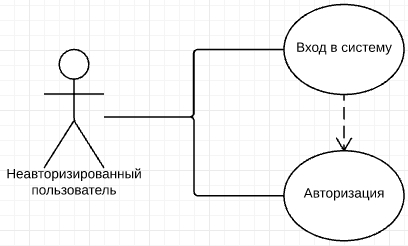 Вход в систему
Неавторизированный
пользователь
Авторизация